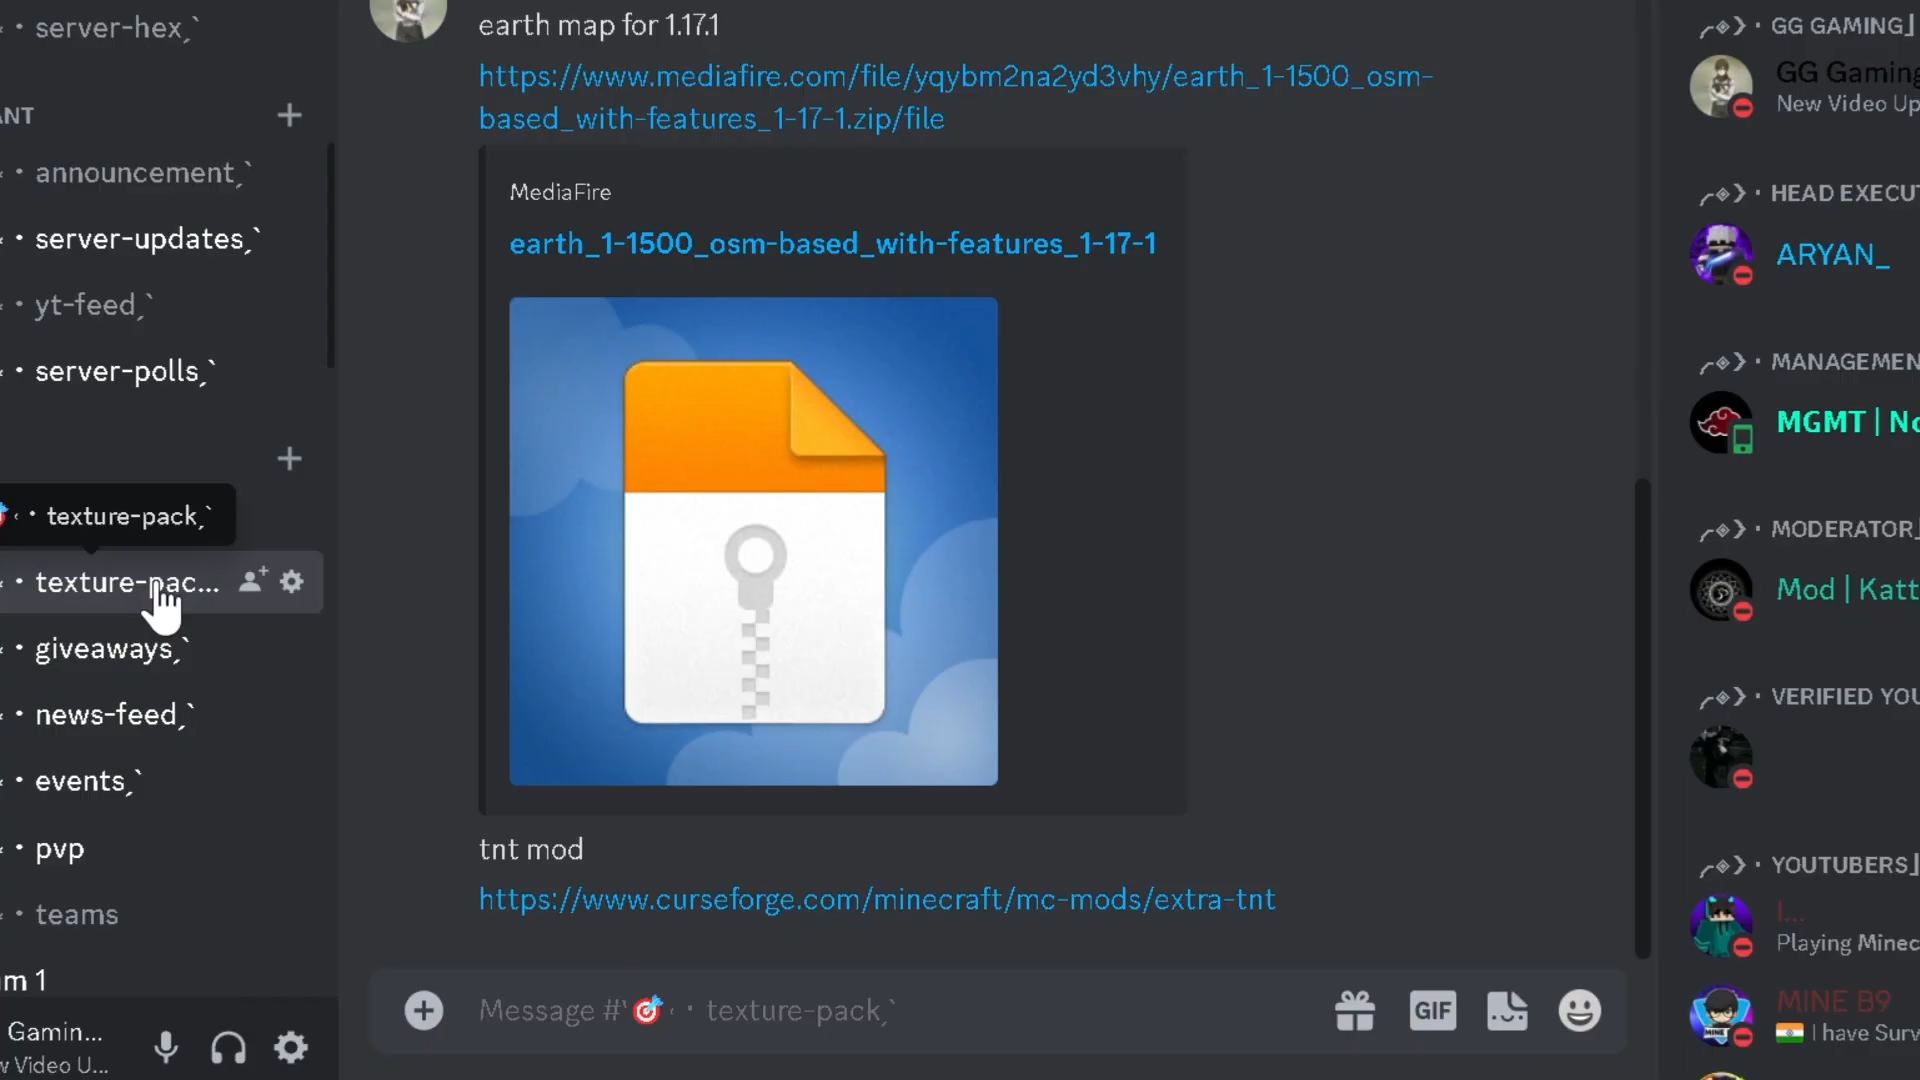 server-hex
ANT
announcement
server-updates
yt-feed
server-polls
texture-pack
texture-pac...
giveaways
news-feed
events
pvp
teams
m 1
Gamin...
w Video U...
earth map for 1.17.1
https://www.mediafire.com/file/yqybm2na2yd3vhy/earth_1-1500_osm-
based_with-features_1-17-1.zip/file
MediaFire
earth_1-1500_osm-based_with-features_1-17-1
tnt mod
https://www.curseforge.com/minecraft/mc-mods/extra-tnt
Message #`🎯‹・texture-pack,`
GIF
GG GAMING」
GG Gaming
New Video Up
HEAD EXECUT
ARYAN_
MANAGEMEN
MGMT | No
MODERATOR」
Mod | Katt
VERIFIED YOU
YOUTUBERS」
I...
Playing Minec
MINE B9
🇮🇳 I have Surv